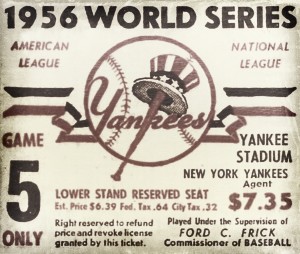 1956 WORLD SERIES
AMERICAN
LEAGUE
NATIONAL
LEAGUE
Yankees
GAME
5
ONLY
YANKEE
STADIUM
NEW YORK YANKEES
Agent
LOWER STAND RESERVED SEAT
Est. Price $6.39 Fed. Tax .64 City Tax .32
$7.35
Right reserved to refund
price and revoke license
granted by this ticket.
Played Under the Supervision of
FORD C. FRICK
Commissioner of BASEBALL